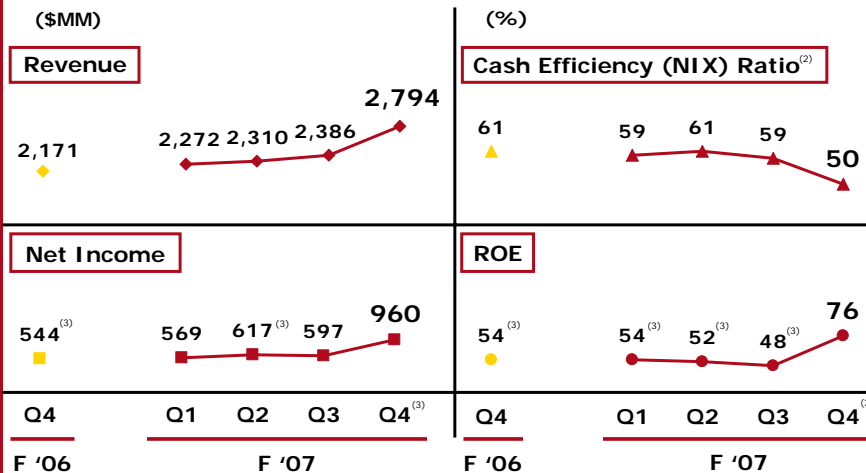 ($MM)
(%)
Revenue
2,171
2,272
2,310
2,386
2,794
Cash Efficiency (NIX) Ratio(2)
61
59
61
59
50
Net Income
544(3)
569
617(3)
597
960
ROE
54(3)
54(3)
52(3)
48(3)
76
Q4 Q1 Q2 Q3 Q4(3)
Q4 Q1 Q2 Q3 Q4(3
F '06 F '07
F '06 F '07